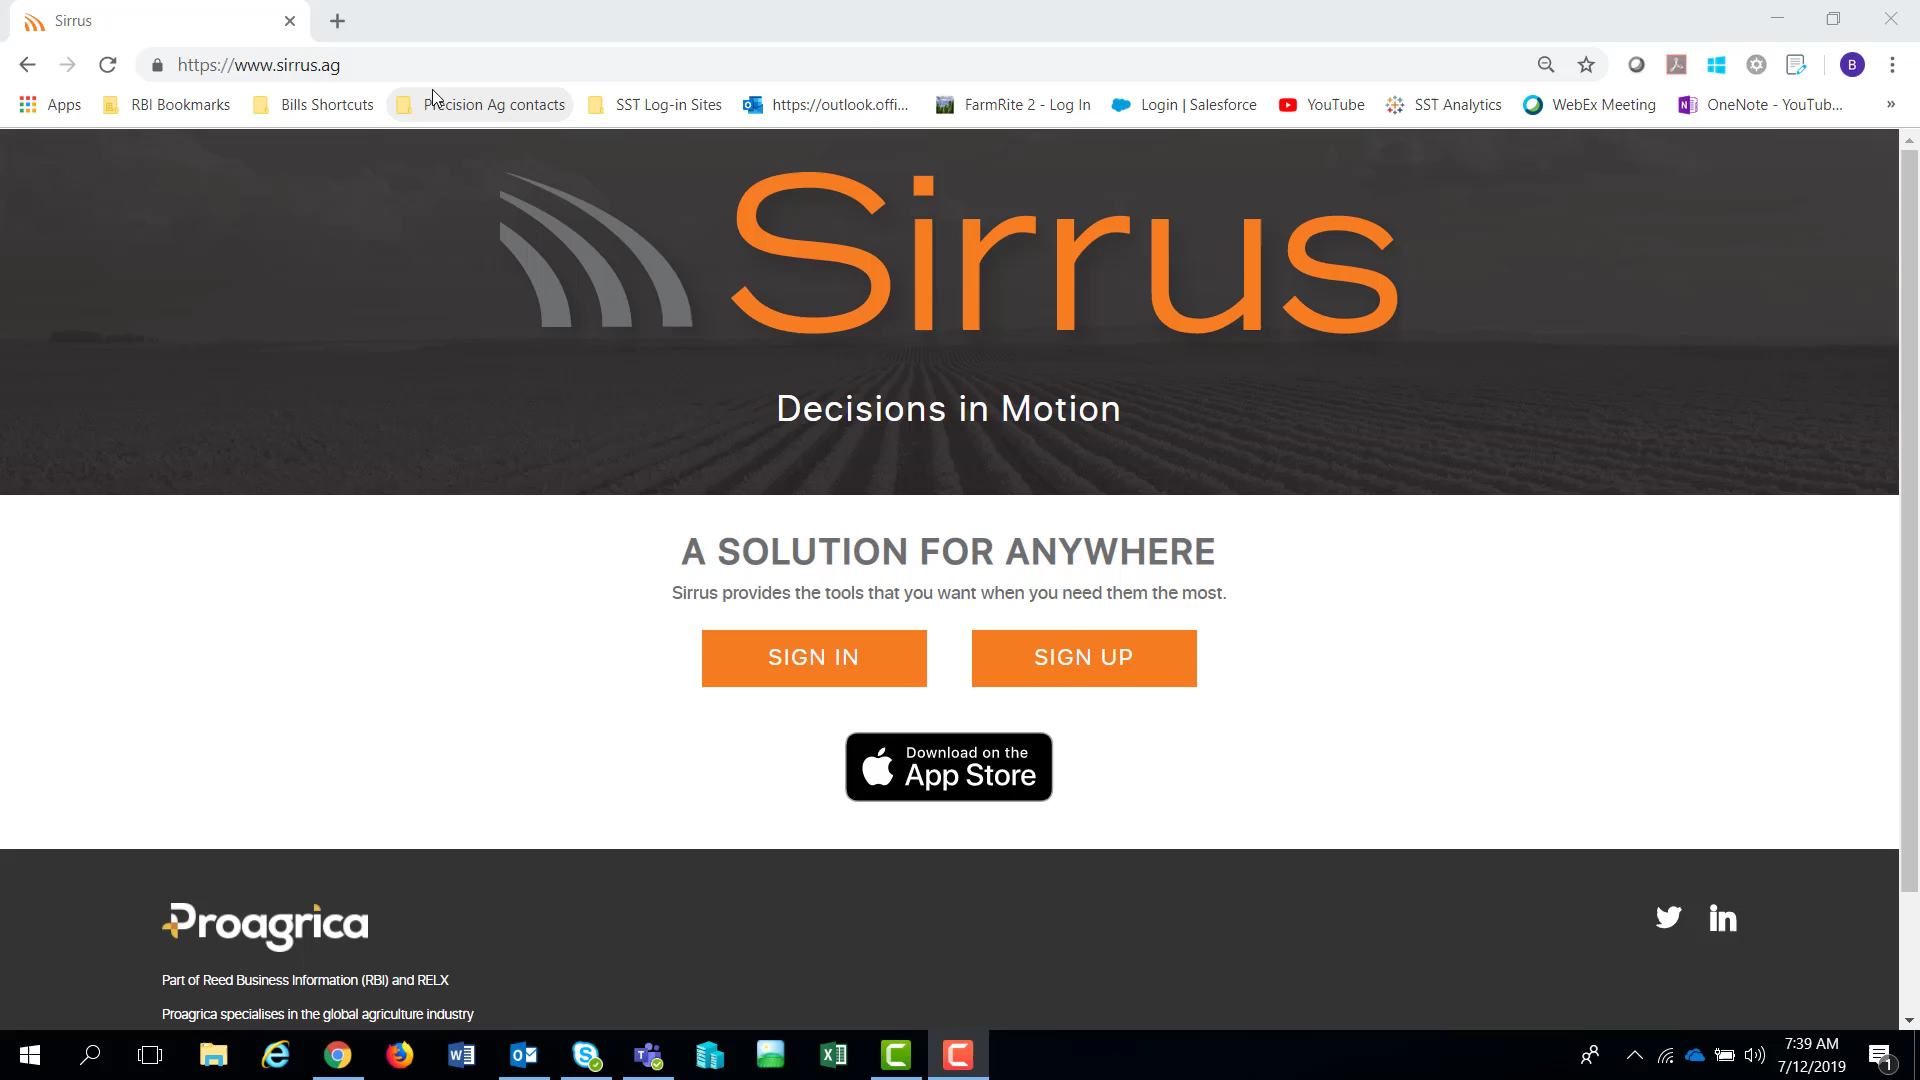 Sirrus
https://www.sirrus.ag
B
Apps
RBI Bookmarks
Bills Shortcuts
Precision Ag contacts
SST Log-in Sites
https://outlook.offi...
FarmRite 2 - Log In
Login | Salesforce
YouTube
SST Analytics
WebEx Meeting
OneNote - YouTub...
»
Sirrus
Decisions in Motion
A SOLUTION FOR ANYWHERE
Sirrus provides the tools that you want when you need them the most.
SIGN IN
SIGN UP
Download on the
App Store
Proagrica
Part of Reed Business Information (RBI) and RELX
Proagrica specialises in the global agriculture industry
7:39 AM
7/12/2019
1